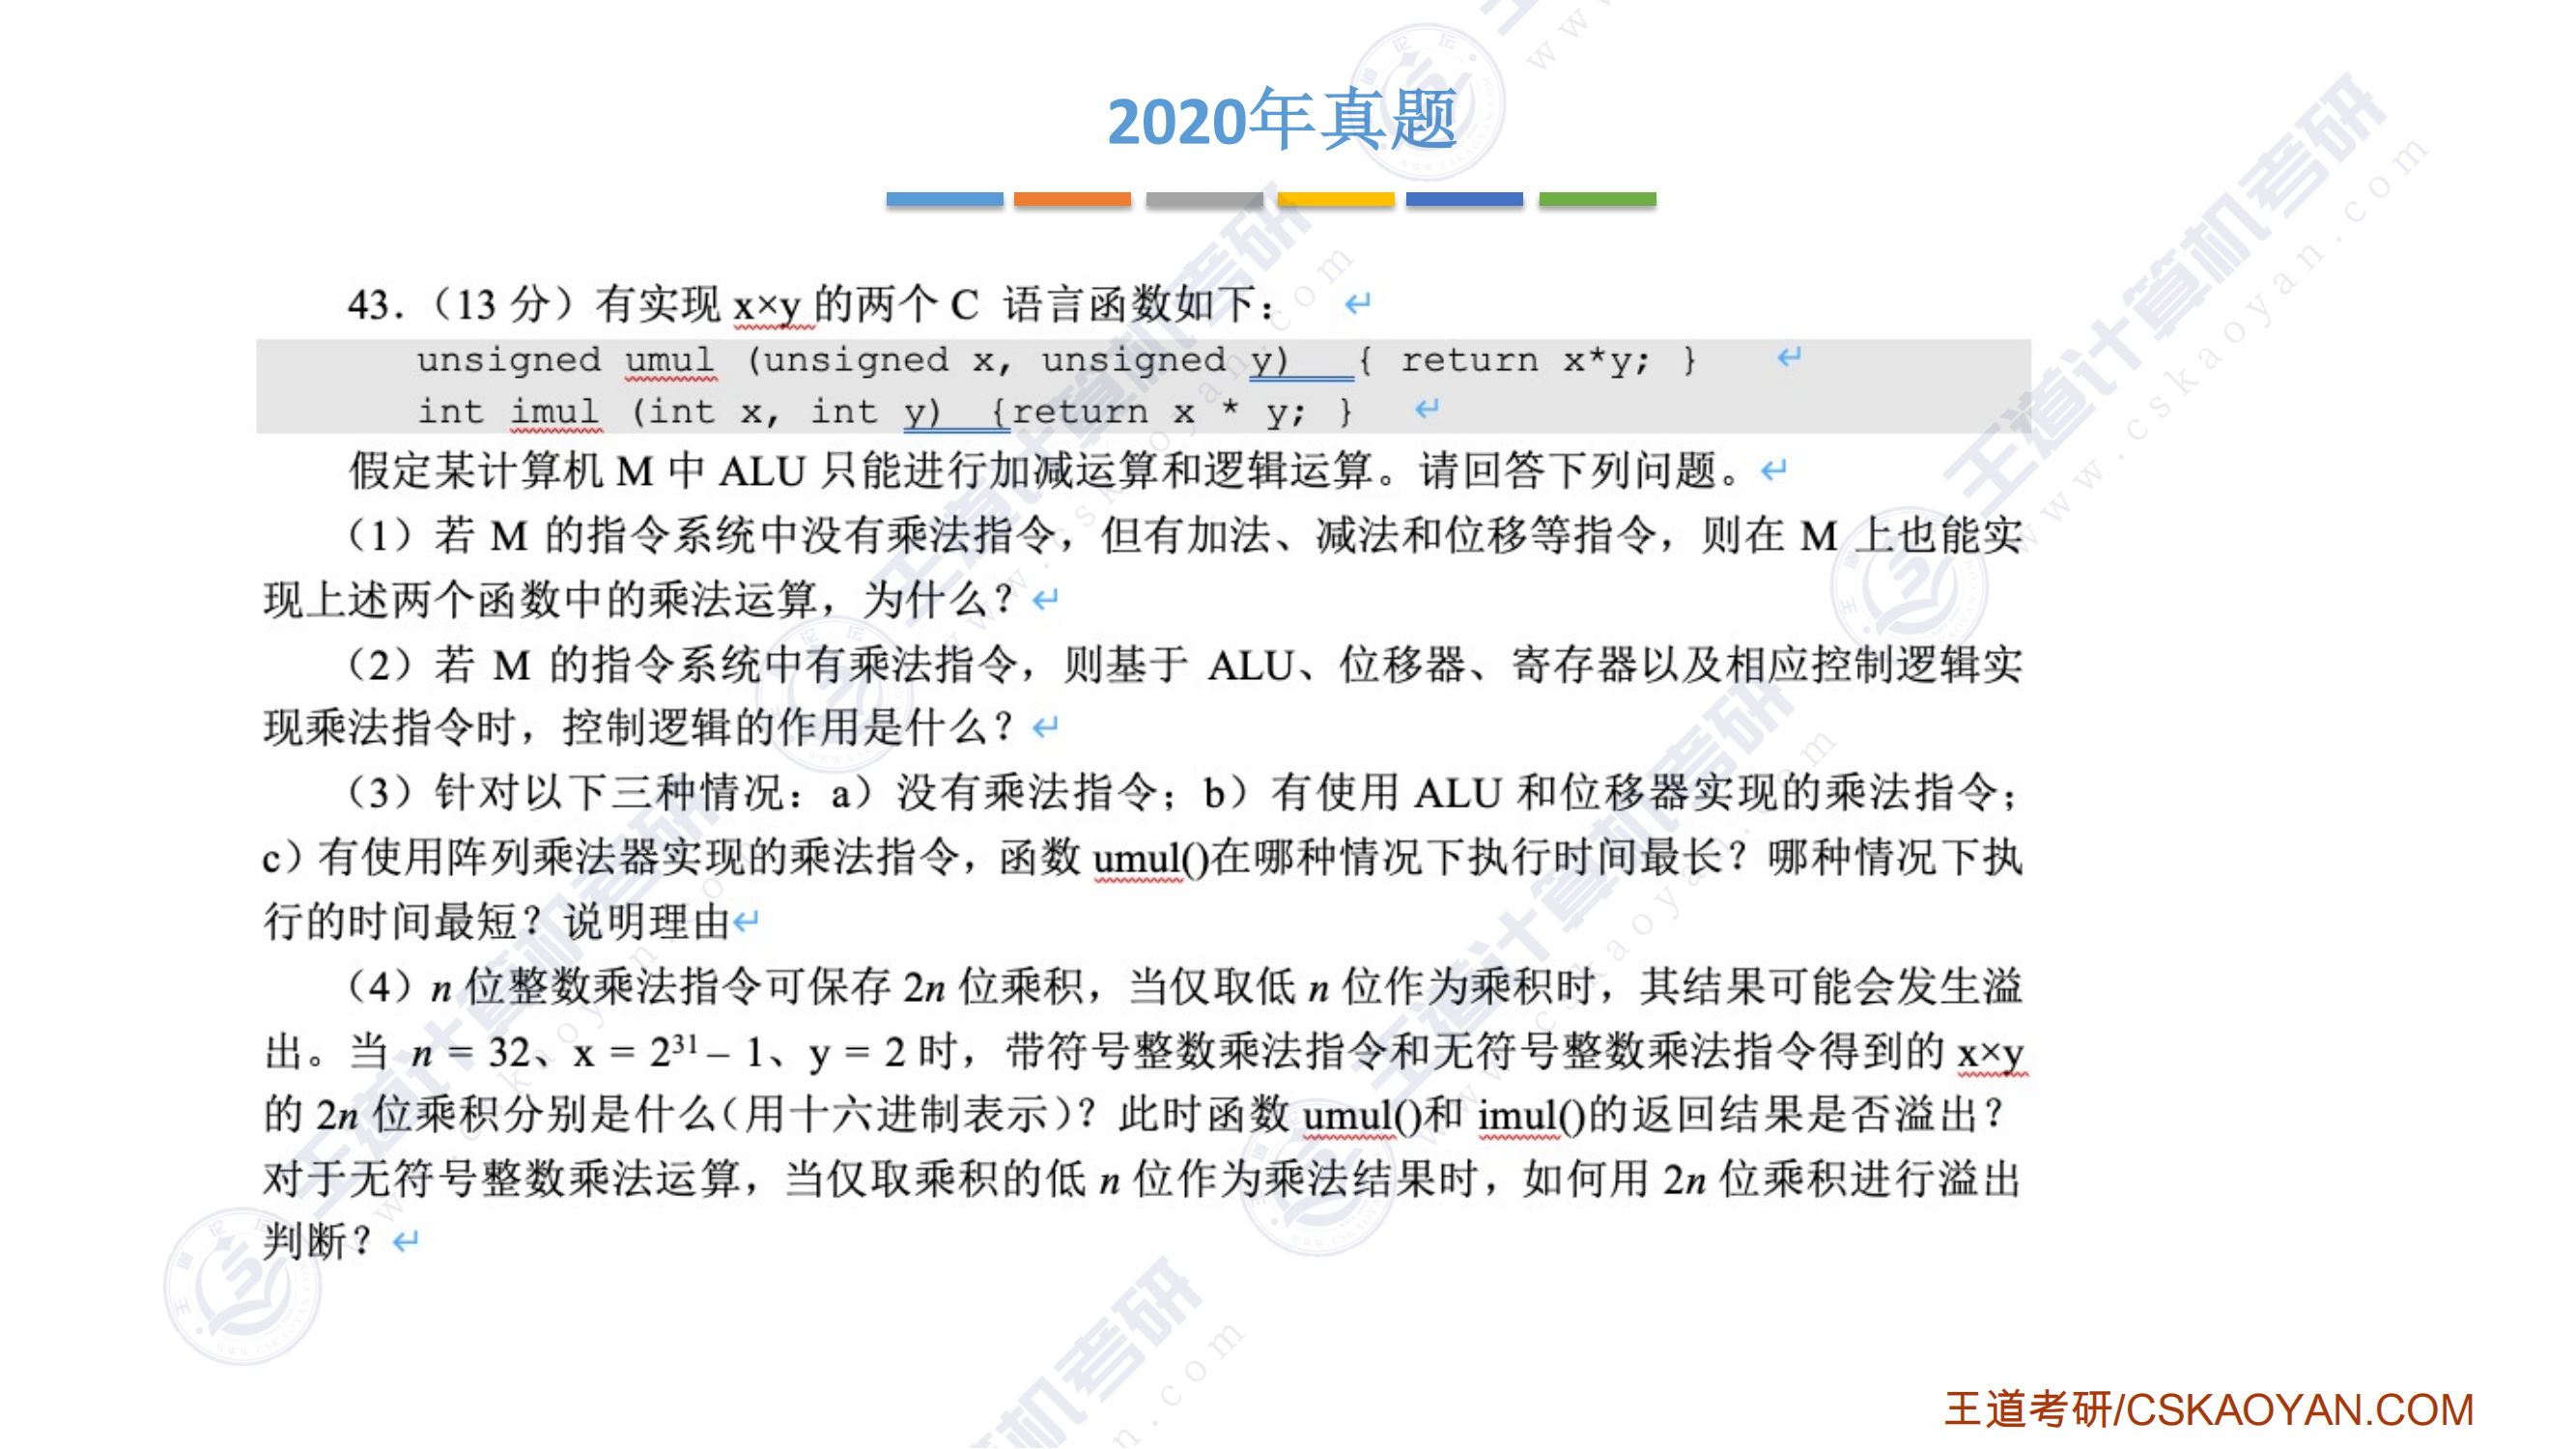 2020年真题
43.（13 分）有实现 x×y 的两个 C 语言函数如下：
unsigned umul (unsigned x, unsigned y) { return x*y; }
int imul (int x, int y) {return x * y; }
假定某计算机 M 中 ALU 只能进行加减运算和逻辑运算。请回答下列问题。
（1）若 M 的指令系统中没有乘法指令，但有加法、减法和位移等指令，则在 M 上也能实
现上述两个函数中的乘法运算，为什么？
（2）若 M 的指令系统中有乘法指令，则基于 ALU、位移器、寄存器以及相应控制逻辑实
现乘法指令时，控制逻辑的作用是什么？
（3）针对以下三种情况：a）没有乘法指令；b）有使用 ALU 和位移器实现的乘法指令；
c）有使用阵列乘法器实现的乘法指令，函数 umul()在哪种情况下执行时间最长？哪种情况下执
行的时间最短？说明理由
（4）n 位整数乘法指令可保存 2n 位乘积，当仅取低 n 位作为乘积时，其结果可能会发生溢
出。当 n = 32、x = 2³¹ – 1、y = 2 时，带符号整数乘法指令和无符号整数乘法指令得到的 x×y
的 2n 位乘积分别是什么（用十六进制表示）？此时函数 umul()和 imul()的返回结果是否溢出？
对于无符号整数乘法运算，当仅取乘积的低 n 位作为乘法结果时，如何用 2n 位乘积进行溢出
判断？
王道考研/CSKAOYAN.COM
王道计算机考研
www.cskaoyan.com